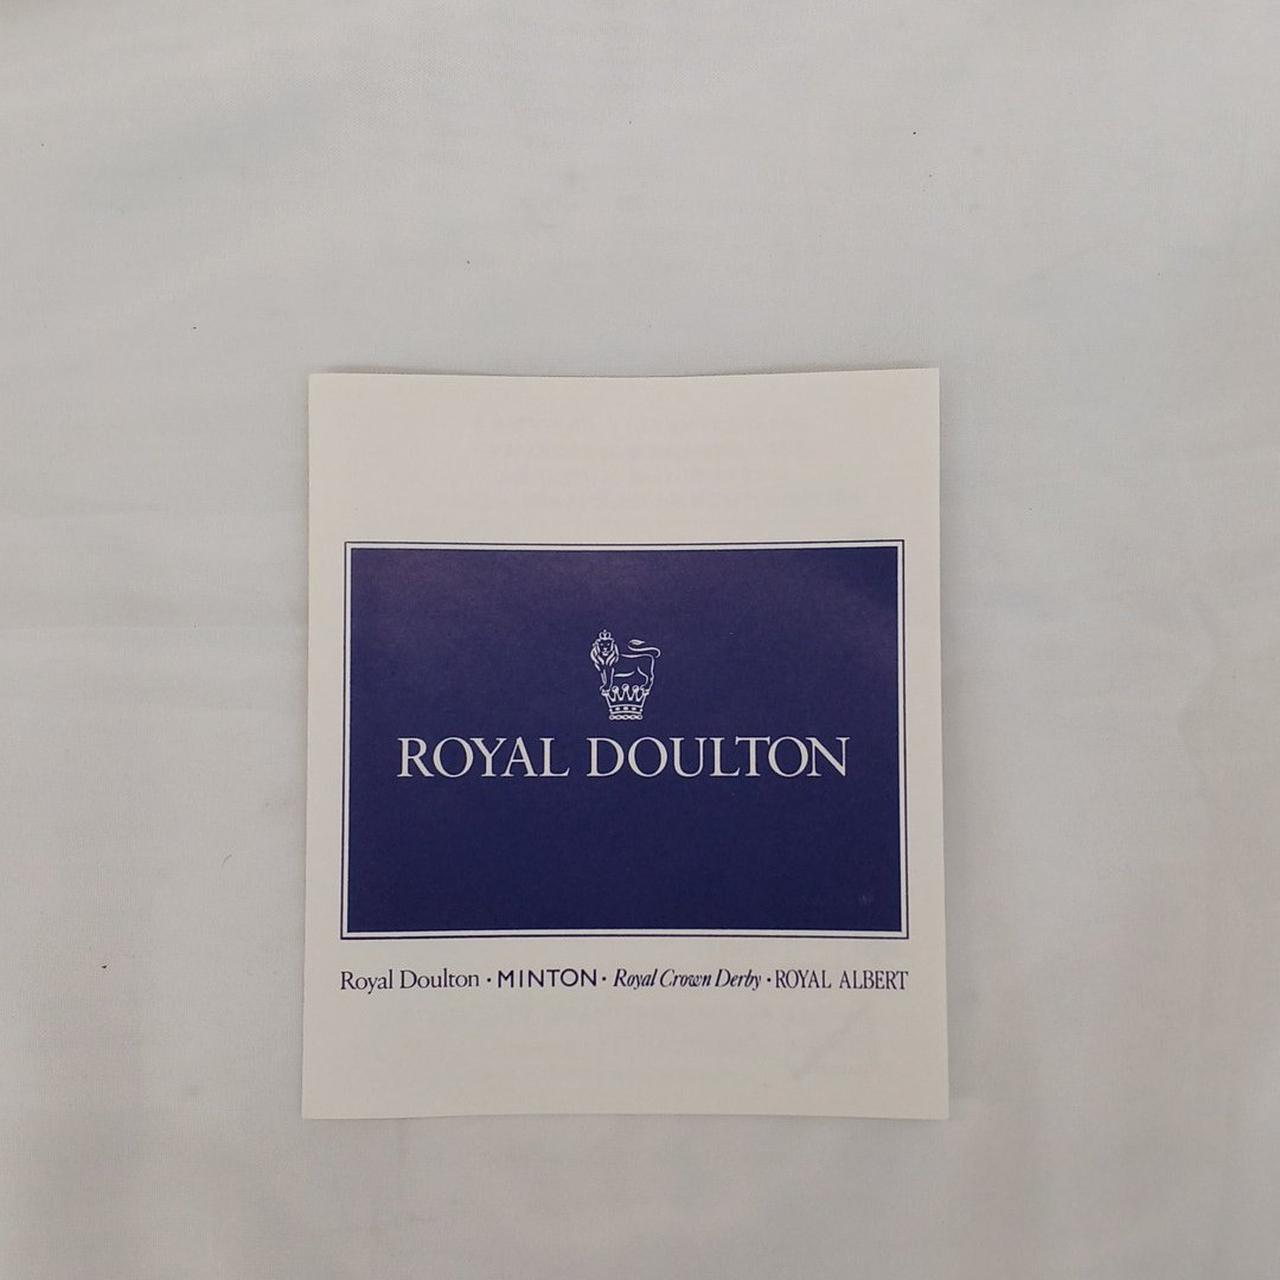 ROYAL DOULTON
Royal Doulton · MINTON · Royal Crown Derby · ROYAL ALBERT